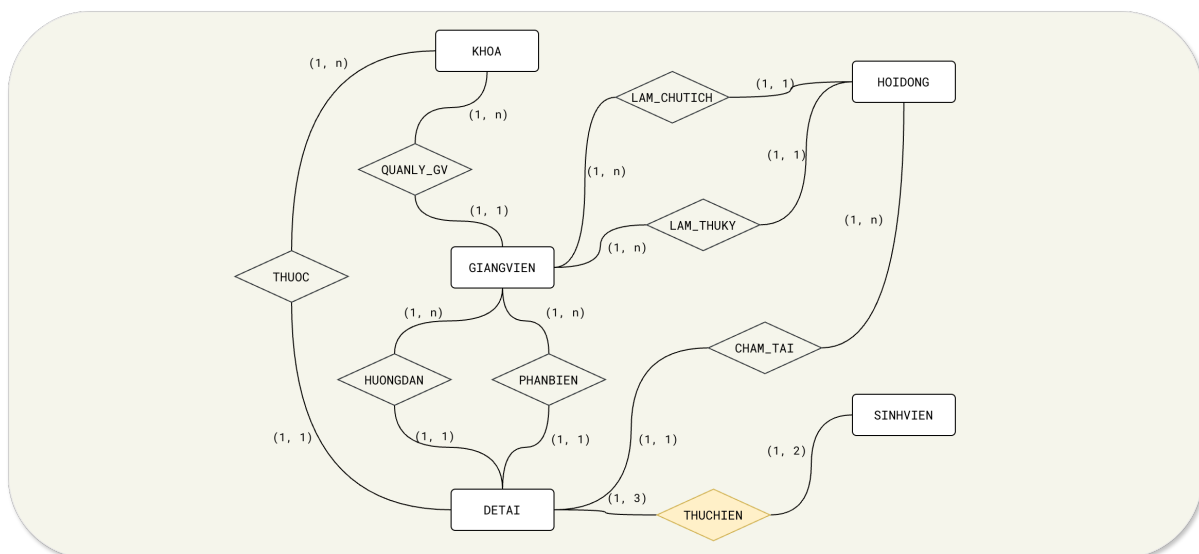 KHOA
(1, n)
HOIDONG
(1, 1)
LAM_CHUTICH
(1, n)
(1, 1)
QUANLY_GV
(1, n)
(1, 1)
(1, n)
LAM_THUKY
(1, n)
GIANGVIEN
THUOC
(1, n)
(1, n)
CHAM_TAI
HUONGDAN
PHANBIEN
SINHVIEN
(1, 1)
(1, 1)
(1, 1)
(1, 1)
(1, 2)
(1, 3)
DETAI
THUCHIEN